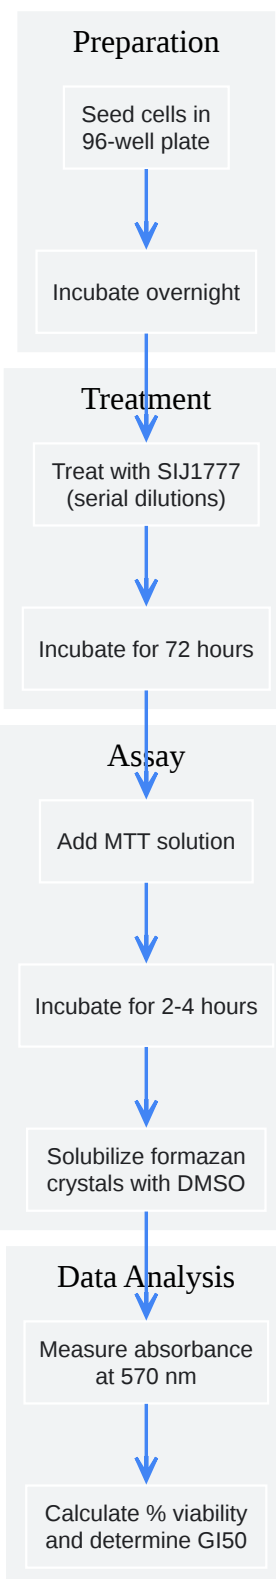 Preparation
Seed cells in
96-well plate
Incubate overnight
Treatment
Treat with SIJ1777
(serial dilutions)
Incubate for 72 hours
Assay
Add MTT solution
Incubate for 2-4 hours
Solubilize formazan
crystals with DMSO
Data Analysis
Measure absorbance
at 570 nm
Calculate % viability
and determine GI50